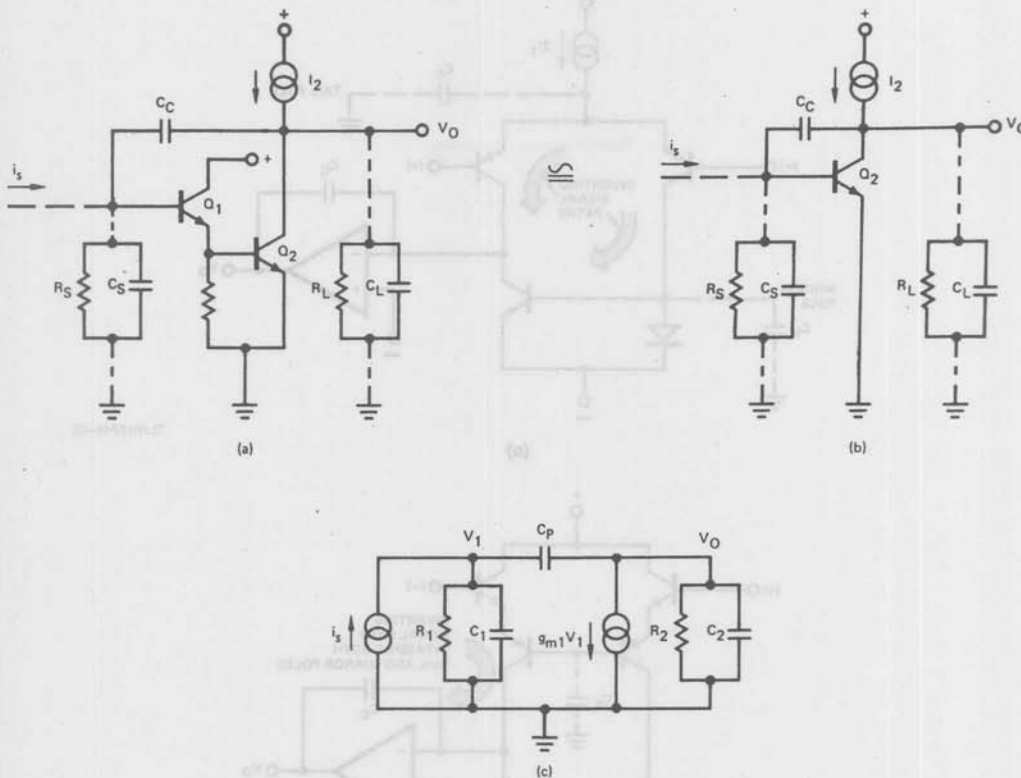 +
+
I2
I2
CC
VO
CC
VO
is
+
is
Q1
Q2
Q2
RS
CS
RL
CL
RS
CS
RL
CL
(a)
(b)
V1
CP
VO
is
R1
C1
gm1V1
R2
C2
(c)